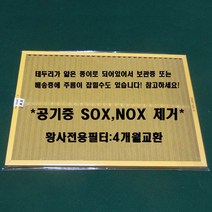 테두리가 얇은 종이로 되어있어서 보관중 또는
배송중에 주름이 잡힐수도 있습니다! 참고하세요!
*공기중 SOX,NOX 제거*
황사전용필터:4개월교환